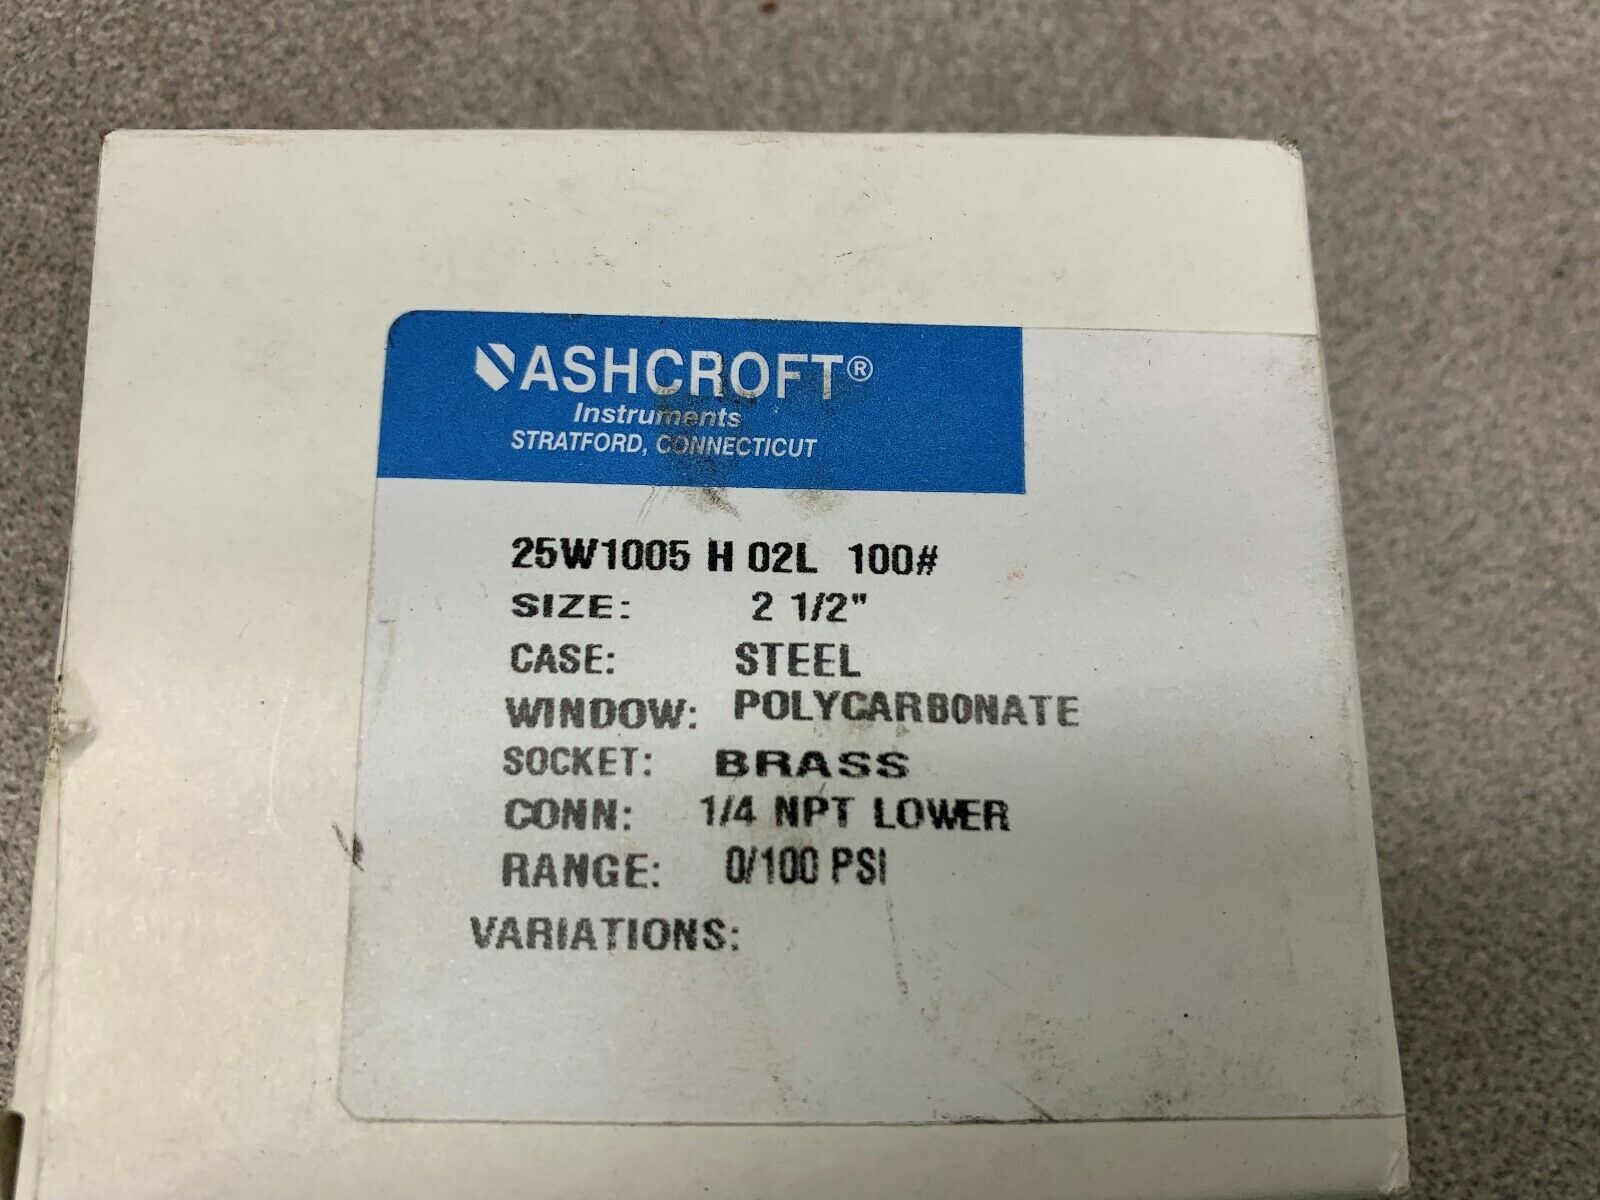 ASHCROFT®
Instruments
STRATFORD, CONNECTICUT
25W1005 H 02L 100#
SIZE: 2 1/2"
CASE: STEEL
WINDOW: POLYCARBONATE
SOCKET: BRASS
CONN: 1/4 NPT LOWER
RANGE: 0/100 PSI
VARIATIONS: